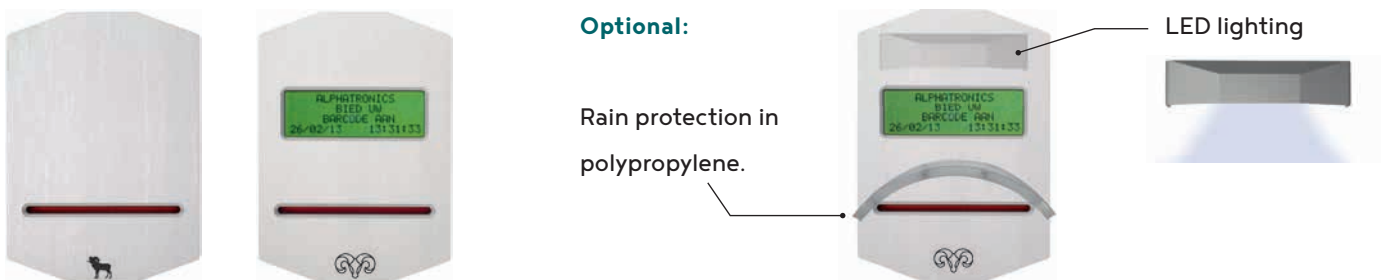 ALPHATRONICS
BIED UW
BARCODE AAN
26/02/13 13:31:33
Optional:
Rain protection in
polypropylene.
ALPHATRONICS
BIED UW
BARCODE AAN
26/02/13 13:31:33
LED lighting